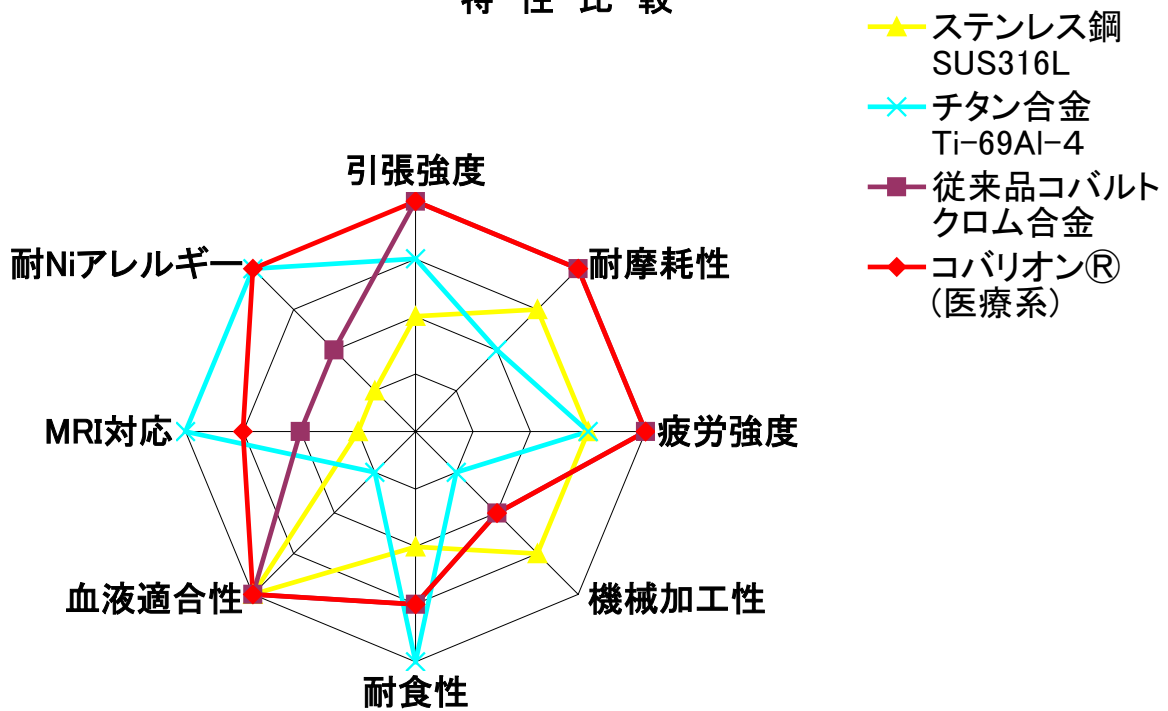 特性比較
ステンレス鋼
SUS316L
チタン合金
Ti-69Al-4
従来品コバルト
クロム合金
コバリオン®
(医療系)
引張強度
耐Niアレルギー
耐摩耗性
MRI対応
疲労強度
血液適合性
機械加工性
耐食性